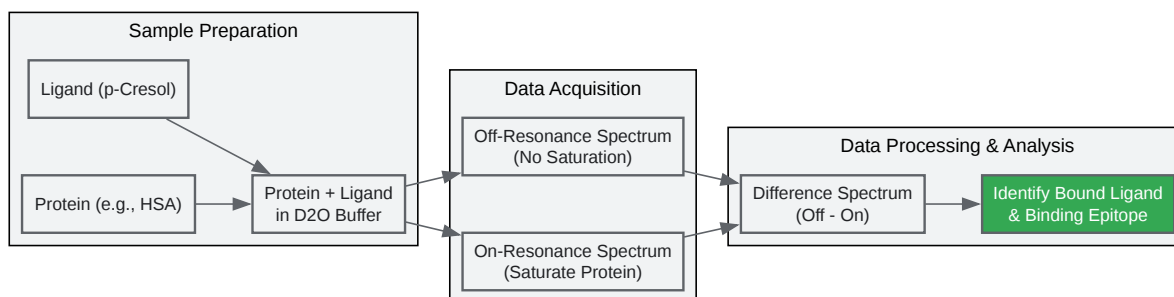 Sample Preparation
Ligand (p-Cresol)
Protein (e.g., HSA)
Protein + Ligand
in D2O Buffer
Data Acquisition
Off-Resonance Spectrum
(No Saturation)
On-Resonance Spectrum
(Saturate Protein)
Data Processing & Analysis
Difference Spectrum
(Off - On)
Identify Bound Ligand
& Binding Epitope